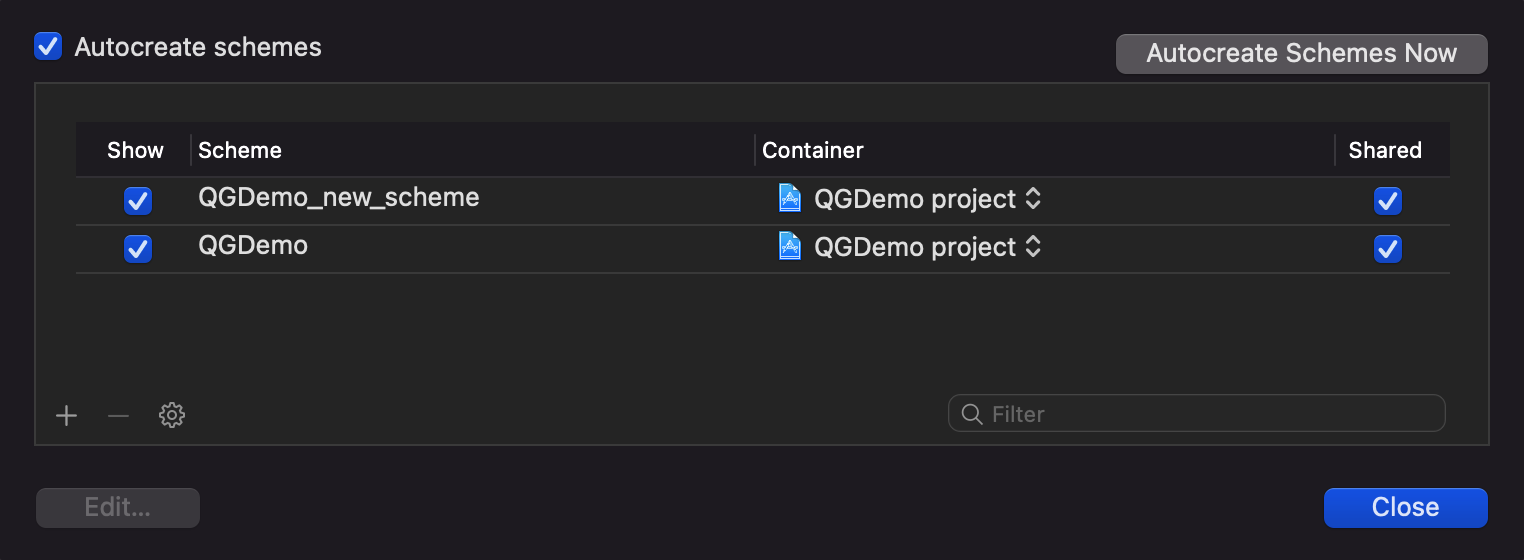 Autocreate schemes
Autocreate Schemes Now
Show Scheme Container Shared
QGDemo_new_scheme QGDemo project
QGDemo QGDemo project
Filter
Edit...
Close